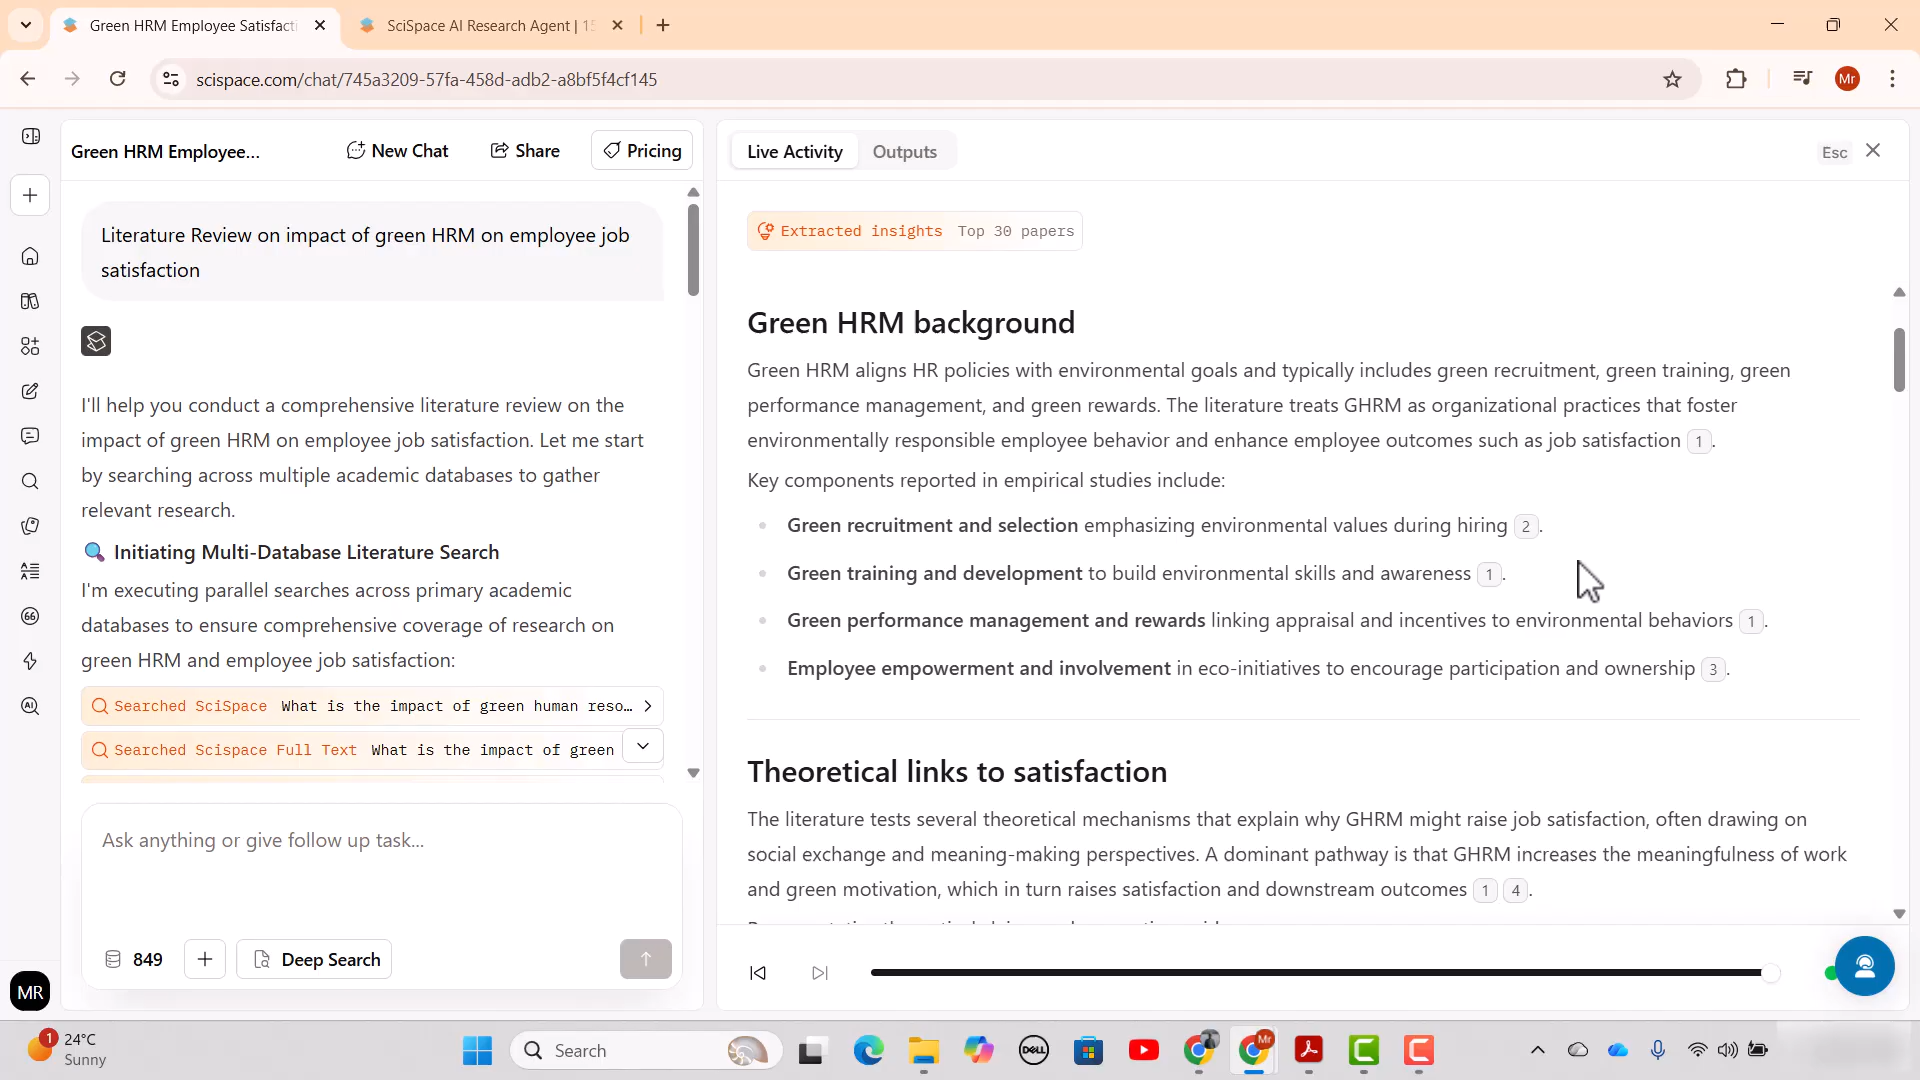 Green HRM Employee Satisfacti
SciSpace AI Research Agent | 15
scispace.com/chat/745a3209-57fa-458d-adb2-a8bf5f4cf145
Mr
Green HRM Employee...
New Chat
Share
Pricing
Literature Review on impact of green HRM on employee job
satisfaction
I'll help you conduct a comprehensive literature review on the
impact of green HRM on employee job satisfaction. Let me start
by searching across multiple academic databases to gather
relevant research.
🔍 Initiating Multi-Database Literature Search
I'm executing parallel searches across primary academic
databases to ensure comprehensive coverage of research on
green HRM and employee job satisfaction:
Searched SciSpace What is the impact of green human reso…
Searched Scispace Full Text What is the impact of green
Ask anything or give follow up task...
849
Deep Search
MR
Live Activity
Outputs
Esc
Extracted insights Top 30 papers
Green HRM background
Green HRM aligns HR policies with environmental goals and typically includes green recruitment, green training, green
performance management, and green rewards. The literature treats GHRM as organizational practices that foster
environmentally responsible employee behavior and enhance employee outcomes such as job satisfaction 1.
Key components reported in empirical studies include:
• Green recruitment and selection emphasizing environmental values during hiring 2.
• Green training and development to build environmental skills and awareness 1.
• Green performance management and rewards linking appraisal and incentives to environmental behaviors 1.
• Employee empowerment and involvement in eco-initiatives to encourage participation and ownership 3.
Theoretical links to satisfaction
The literature tests several theoretical mechanisms that explain why GHRM might raise job satisfaction, often drawing on
social exchange and meaning-making perspectives. A dominant pathway is that GHRM increases the meaningfulness of work
and green motivation, which in turn raises satisfaction and downstream outcomes 1 4.
1
24°C
Sunny
Search
DELL
Mr